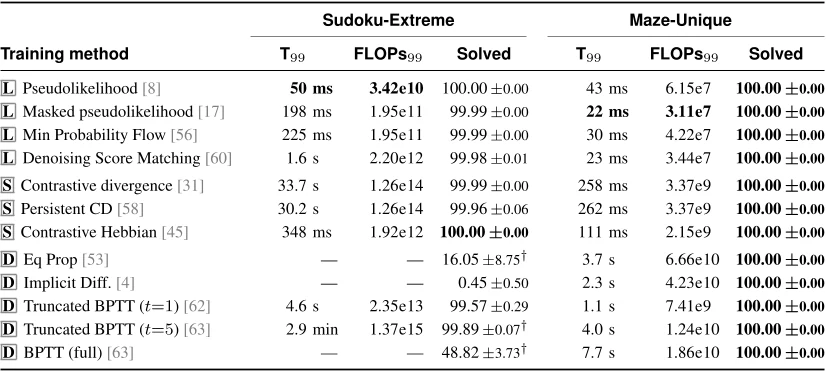 Sudoku-Extreme Maze-Unique
Training method T99 FLOPs99 Solved T99 FLOPs99 Solved
L Pseudolikelihood [8] 50 ms 3.42e10 100.00 ±0.00 43 ms 6.15e7 100.00 ±0.00
L Masked pseudolikelihood [17] 198 ms 1.95e11 99.99 ±0.00 22 ms 3.11e7 100.00 ±0.00
L Min Probability Flow [56] 225 ms 1.95e11 99.99 ±0.00 30 ms 4.22e7 100.00 ±0.00
L Denoising Score Matching [60] 1.6 s 2.20e12 99.98 ±0.01 23 ms 3.44e7 100.00 ±0.00
S Contrastive divergence [31] 33.7 s 1.26e14 99.99 ±0.00 258 ms 3.37e9 100.00 ±0.00
S Persistent CD [58] 30.2 s 1.26e14 99.96 ±0.06 262 ms 3.37e9 100.00 ±0.00
S Contrastive Hebbian [45] 348 ms 1.92e12 100.00 ±0.00 111 ms 2.15e9 100.00 ±0.00
D Eq Prop [53] — — 16.05 ±8.75† 3.7 s 6.66e10 100.00 ±0.00
D Implicit Diff. [4] — — 0.45 ±0.50 2.3 s 4.23e10 100.00 ±0.00
D Truncated BPTT (t=1) [62] 4.6 s 2.35e13 99.57 ±0.29 1.1 s 7.41e9 100.00 ±0.00
D Truncated BPTT (t=5) [63] 2.9 min 1.37e15 99.89 ±0.07† 4.0 s 1.24e10 100.00 ±0.00
D BPTT (full) [63] — — 48.82 ±3.73† 7.7 s 1.86e10 100.00 ±0.00